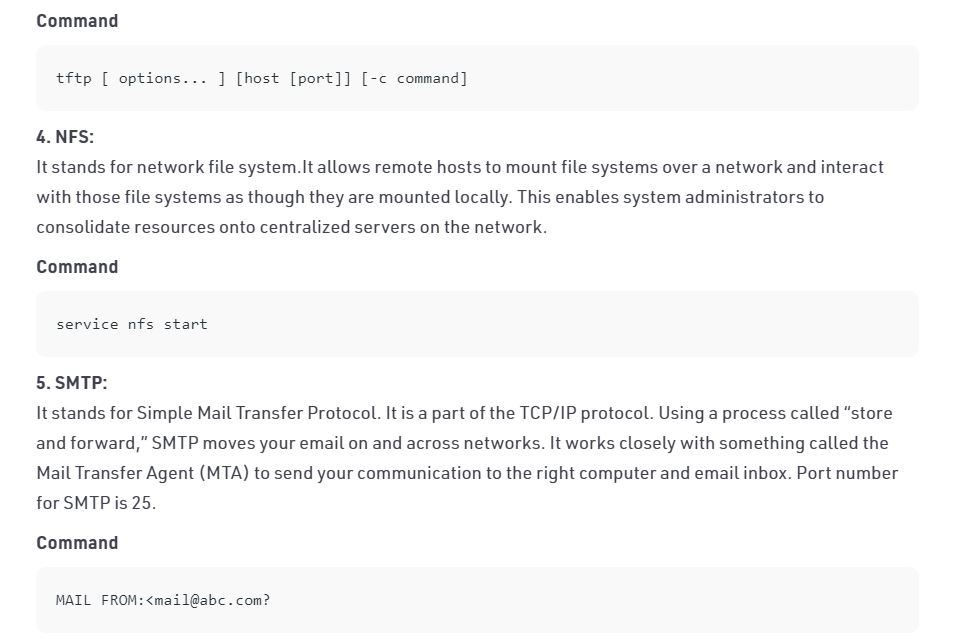 Command
tftp [ options... ] [host [port]] [-c command]
4. NFS:
It stands for network file system.It allows remote hosts to mount file systems over a network and interact
with those file systems as though they are mounted locally. This enables system administrators to
consolidate resources onto centralized servers on the network.
Command
service nfs start
5. SMTP:
It stands for Simple Mail Transfer Protocol. It is a part of the TCP/IP protocol. Using a process called “store
and forward,” SMTP moves your email on and across networks. It works closely with something called the
Mail Transfer Agent (MTA) to send your communication to the right computer and email inbox. Port number
for SMTP is 25.
Command
MAIL FROM:<mail@abc.com?